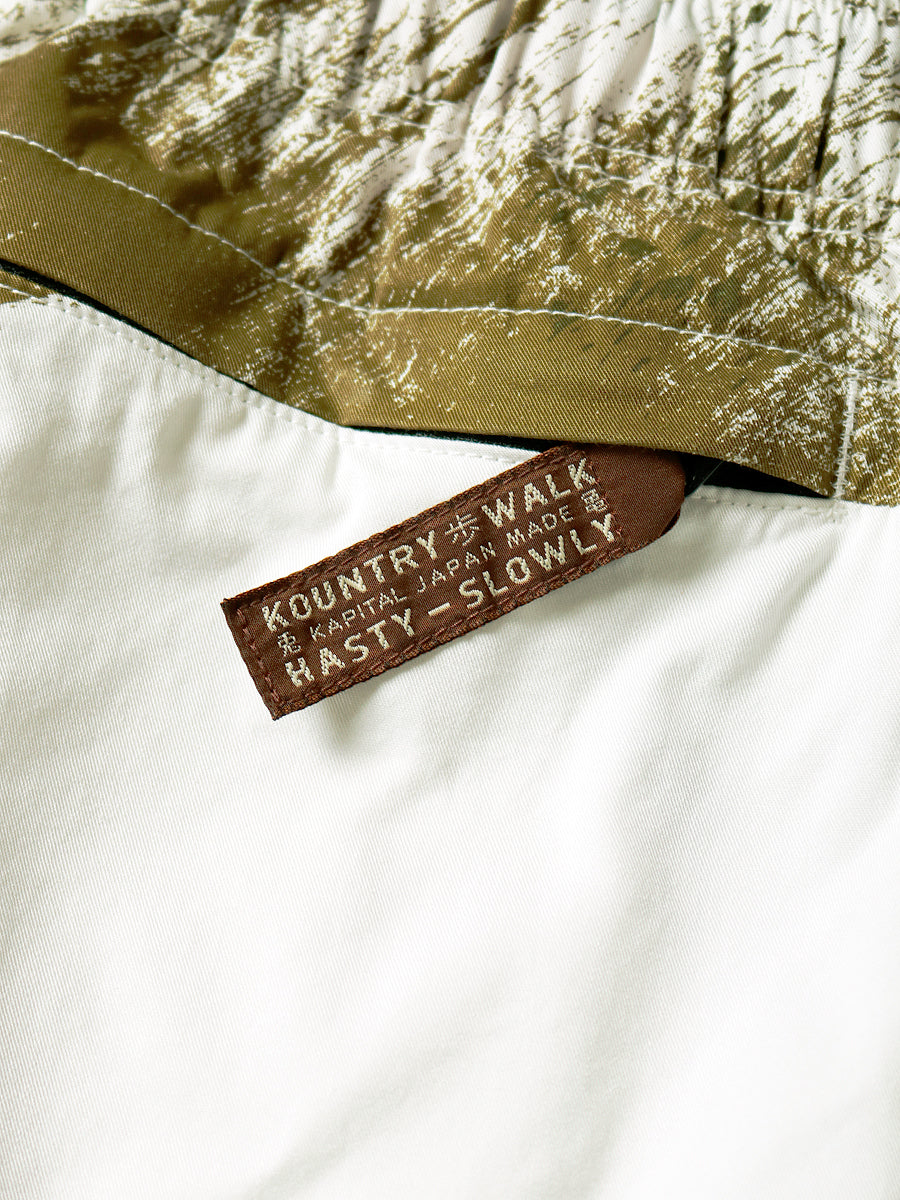 KOUNTRY 歩 WALK
兎 KAPITAL JAPAN MADE 亀
HASTY - SLOWLY